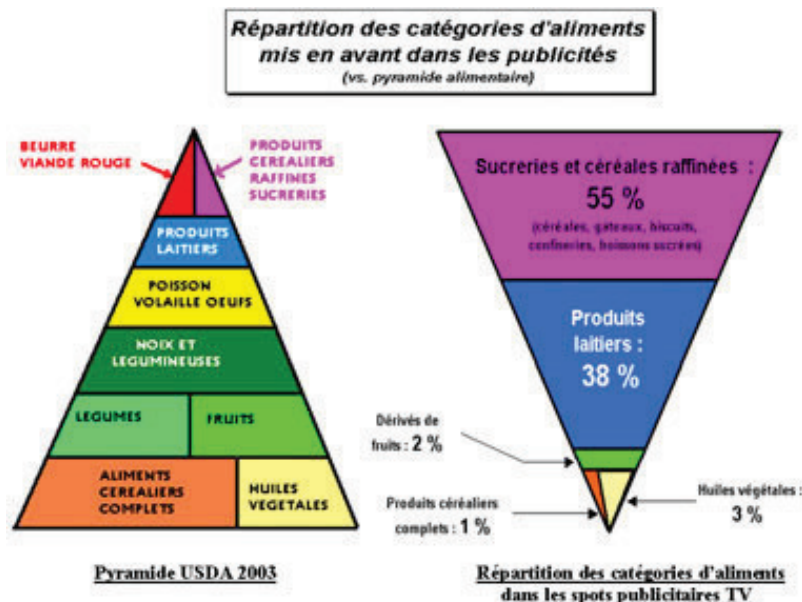 Répartition des catégories d'aliments
mis en avant dans les publicités
(vs. pyramide alimentaire)
BEURRE
VIANDE ROUGE
PRODUITS
CEREALIERS
RAFFINES
SUCRERIES
PRODUITS
LAITIERS
POISSON
VOLAILLE OEUFS
NOIX ET
LEGUMINEUSES
LEGUMES
FRUITS
ALIMENTS
CEREALIERS
COMPLETS
HUILES
VEGETALES
Pyramide USDA 2003
Sucreries et céréales raffinées :
55 %
(céréales, gâteaux, biscuits,
confiseries, boissons sucrées)
Produits
laitiers :
38 %
Dérivés de
fruits : 2 %
Produits céréaliers
complets : 1 %
Huiles végétales :
3 %
Répartition des catégories d'aliments
dans les spots publicitaires TV